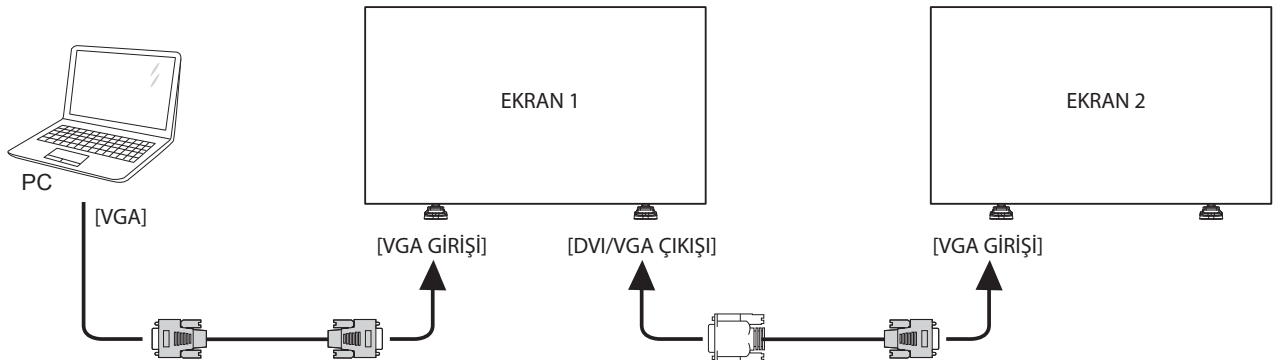 EKRAN 1
EKRAN 2
PC
[VGA]
[VGA GİRİŞİ]
[DVI/VGA ÇIKIŞI]
[VGA GİRİŞİ]